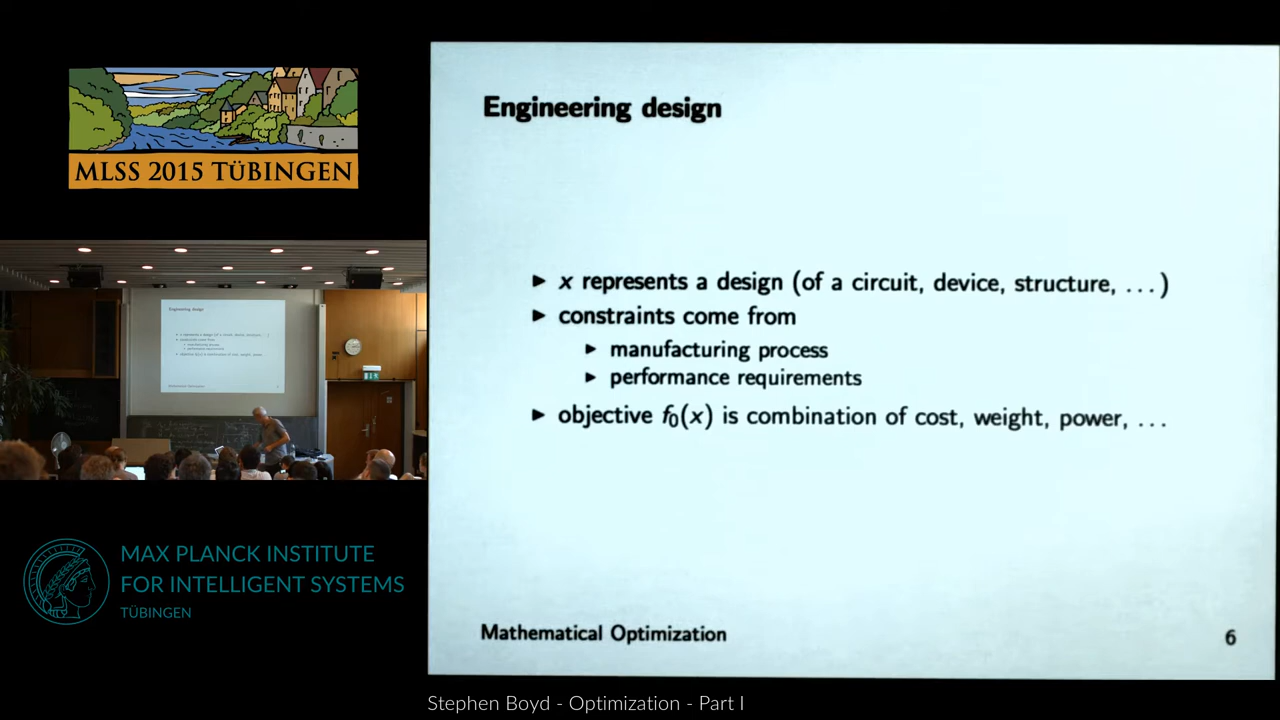 MLSS 2015 TÜBINGEN
Engineering design
▶ x represents a design (of a circuit, device, structure, . . . )
▶ constraints come from
▶ manufacturing process
▶ performance requirements
▶ objective f₀(x) is combination of cost, weight, power, . . .
Mathematical Optimization
6
MAX PLANCK INSTITUTE
FOR INTELLIGENT SYSTEMS
TÜBINGEN
Stephen Boyd - Optimization - Part I